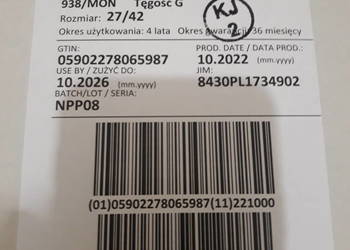 938/MON Tęgość G
Rozmiar: 27/42
KJ
2
Okres użytkowania: 4 lata Okres gwarancji: 36 miesięcy
GTIN: PROD. DATE / DATA PROD.:
05902278065987 10.2022 (mm.yyyy)
USE BY / ZUŻYĆ DO: JIM:
10.2026 (mm.yyyy) 8430PL1734902
BATCH/LOT / SERIA:
NPP08
(01)05902278065987(11)221000